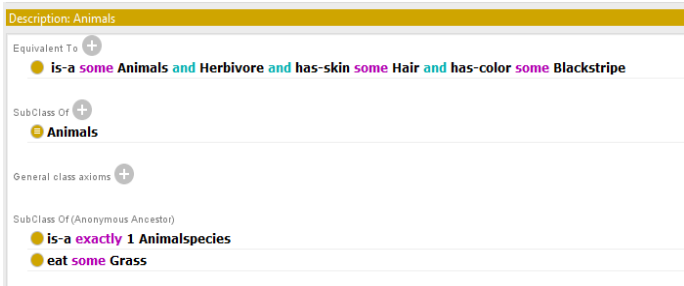 Description: Animals
Equivalent To
is-a some Animals and Herbivore and has-skin some Hair and has-color some Blackstripe
SubClass Of
Animals
General class axioms
SubClass Of (Anonymous Ancestor)
is-a exactly 1 Animalspecies
eat some Grass